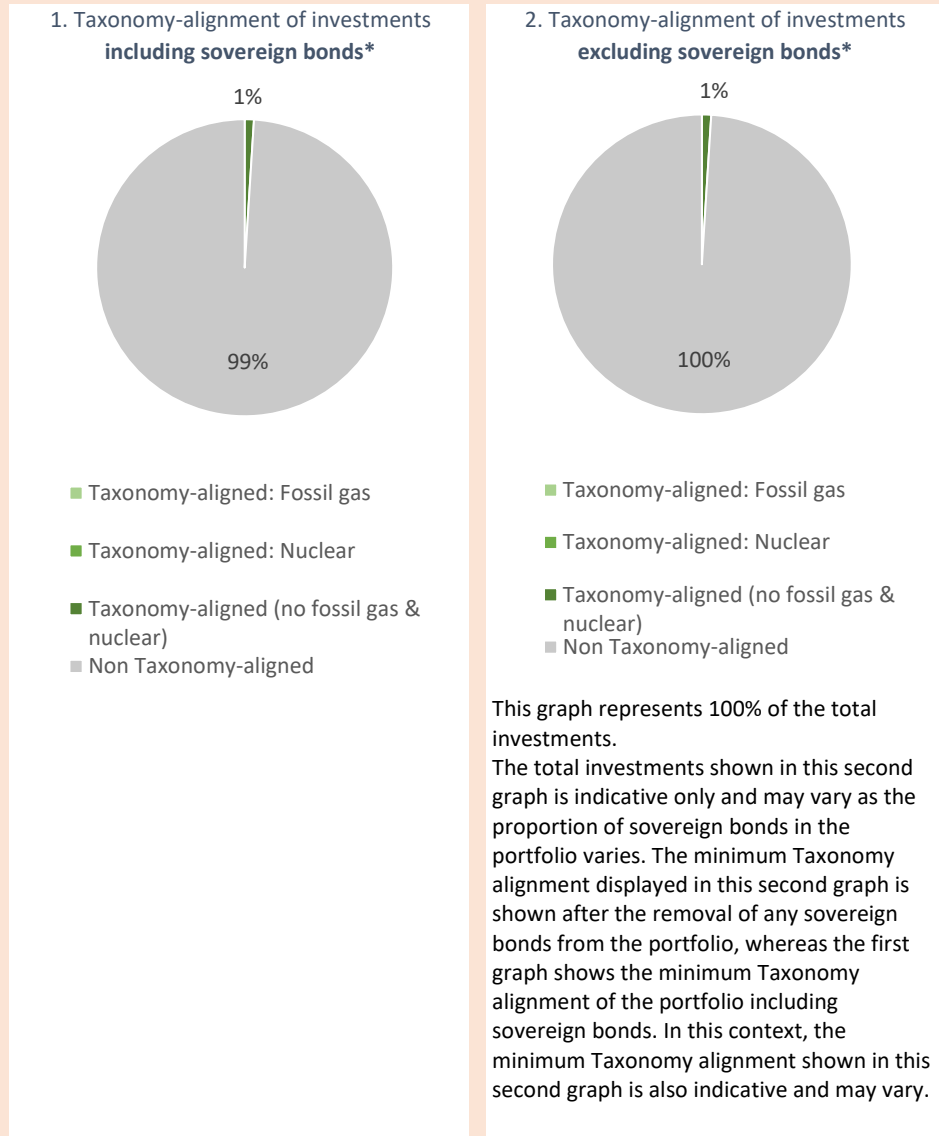 1. Taxonomy-alignment of investments
including sovereign bonds*
1%
99%
Taxonomy-aligned: Fossil gas
Taxonomy-aligned: Nuclear
Taxonomy-aligned (no fossil gas &
nuclear)
Non Taxonomy-aligned
2. Taxonomy-alignment of investments
excluding sovereign bonds*
1%
100%
Taxonomy-aligned: Fossil gas
Taxonomy-aligned: Nuclear
Taxonomy-aligned (no fossil gas &
nuclear)
Non Taxonomy-aligned
This graph represents 100% of the total
investments.
The total investments shown in this second
graph is indicative only and may vary as the
proportion of sovereign bonds in the
portfolio varies. The minimum Taxonomy
alignment displayed in this second graph is
shown after the removal of any sovereign
bonds from the portfolio, whereas the first
graph shows the minimum Taxonomy
alignment of the portfolio including
sovereign bonds. In this context, the
minimum Taxonomy alignment shown in this
second graph is also indicative and may vary.